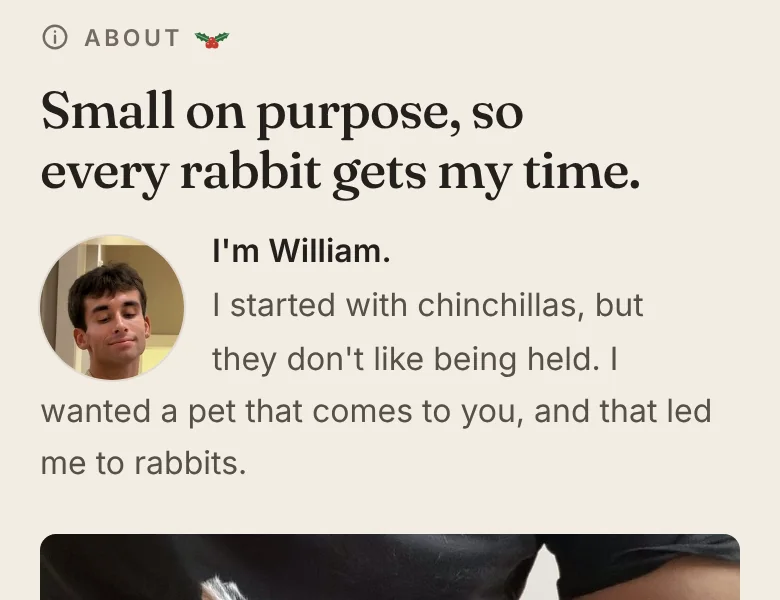 ABOUT
Small on purpose, so
every rabbit gets my time.
I'm William.
I started with chinchillas, but
they don't like being held. I
wanted a pet that comes to you, and that led
me to rabbits.